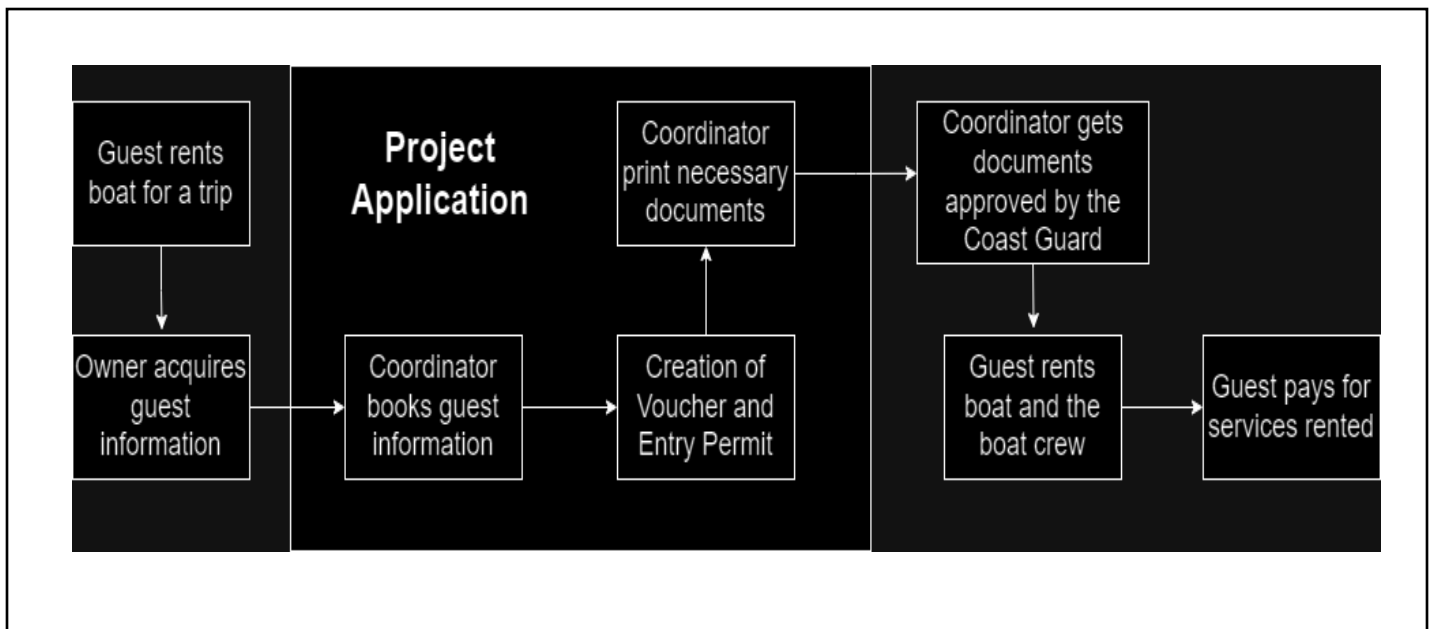 Guest rents
boat for a trip
Owner acquires
guest
information
Project
Application
Coordinator
books guest
information
Creation of
Voucher and
Entry Permit
Coordinator
print necessary
documents
Coordinator gets
documents
approved by the
Coast Guard
Guest rents
boat and the
boat crew
Guest pays for
services rented